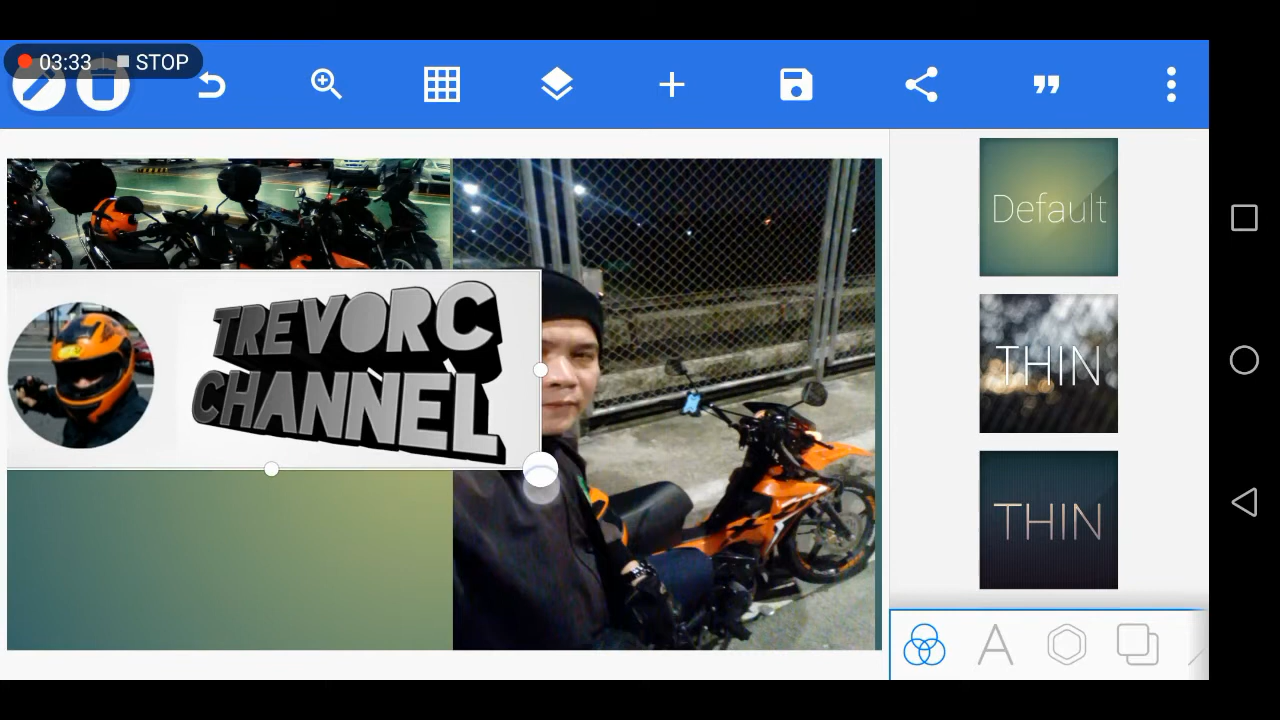 03:33 STOP
Default
TREVORC
CHANNEL
THIN
THIN